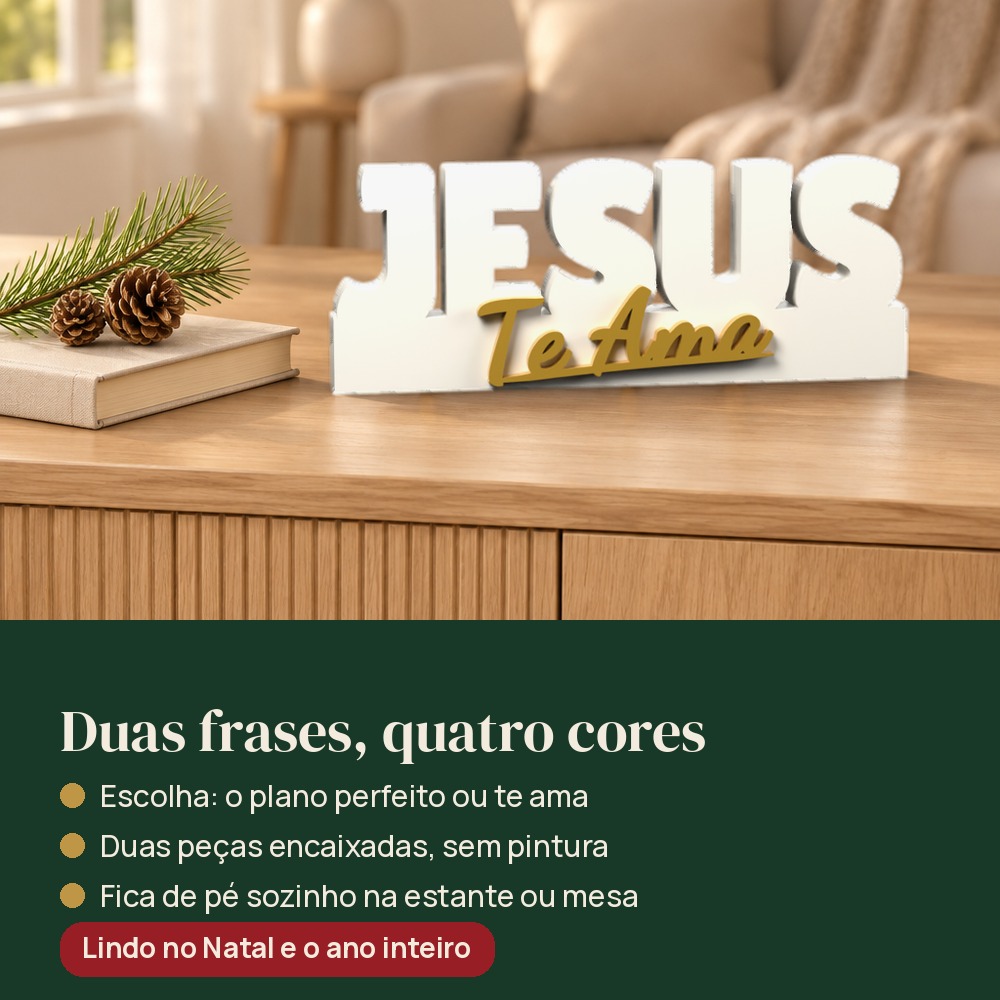 JESUS
Te Ama
Duas frases, quatro cores
Escolha: o plano perfeito ou te ama
Duas peças encaixadas, sem pintura
Fica de pé sozinho na estante ou mesa
Lindo no Natal e o ano inteiro